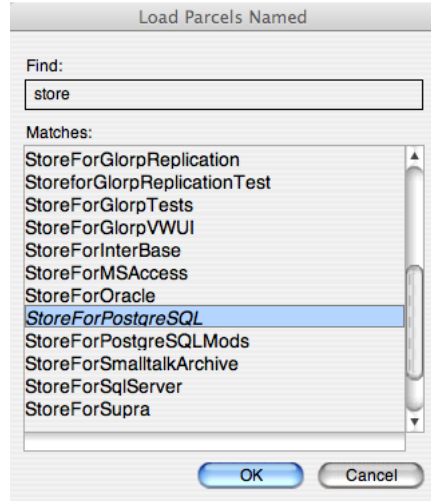 Load Parcels Named
Find:
store
Matches:
StoreForGlorpReplication
StoreforGlorpReplicationTest
StoreForGlorpTests
StoreForGlorpVWUI
StoreForInterBase
StoreForMSAccess
StoreForOracle
StoreForPostgreSQL
StoreForPostgreSQLMods
StoreForSmalltalkArchive
StoreForSqlServer
StoreForSupra
OK Cancel